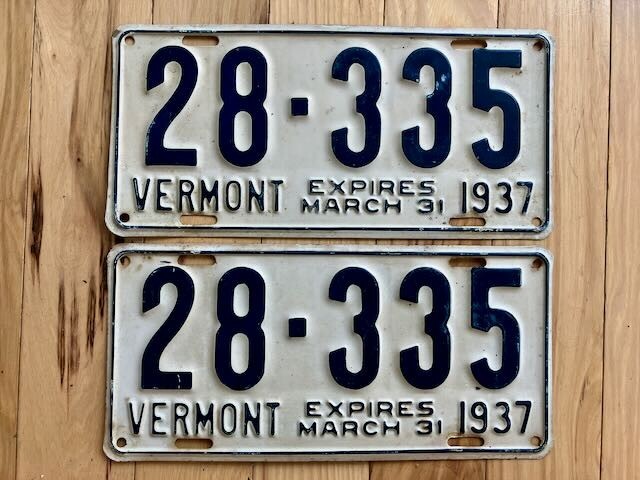 28·335
VERMONT EXPIRES MARCH 31 1937
28·335
VERMONT EXPIRES MARCH 31 1937